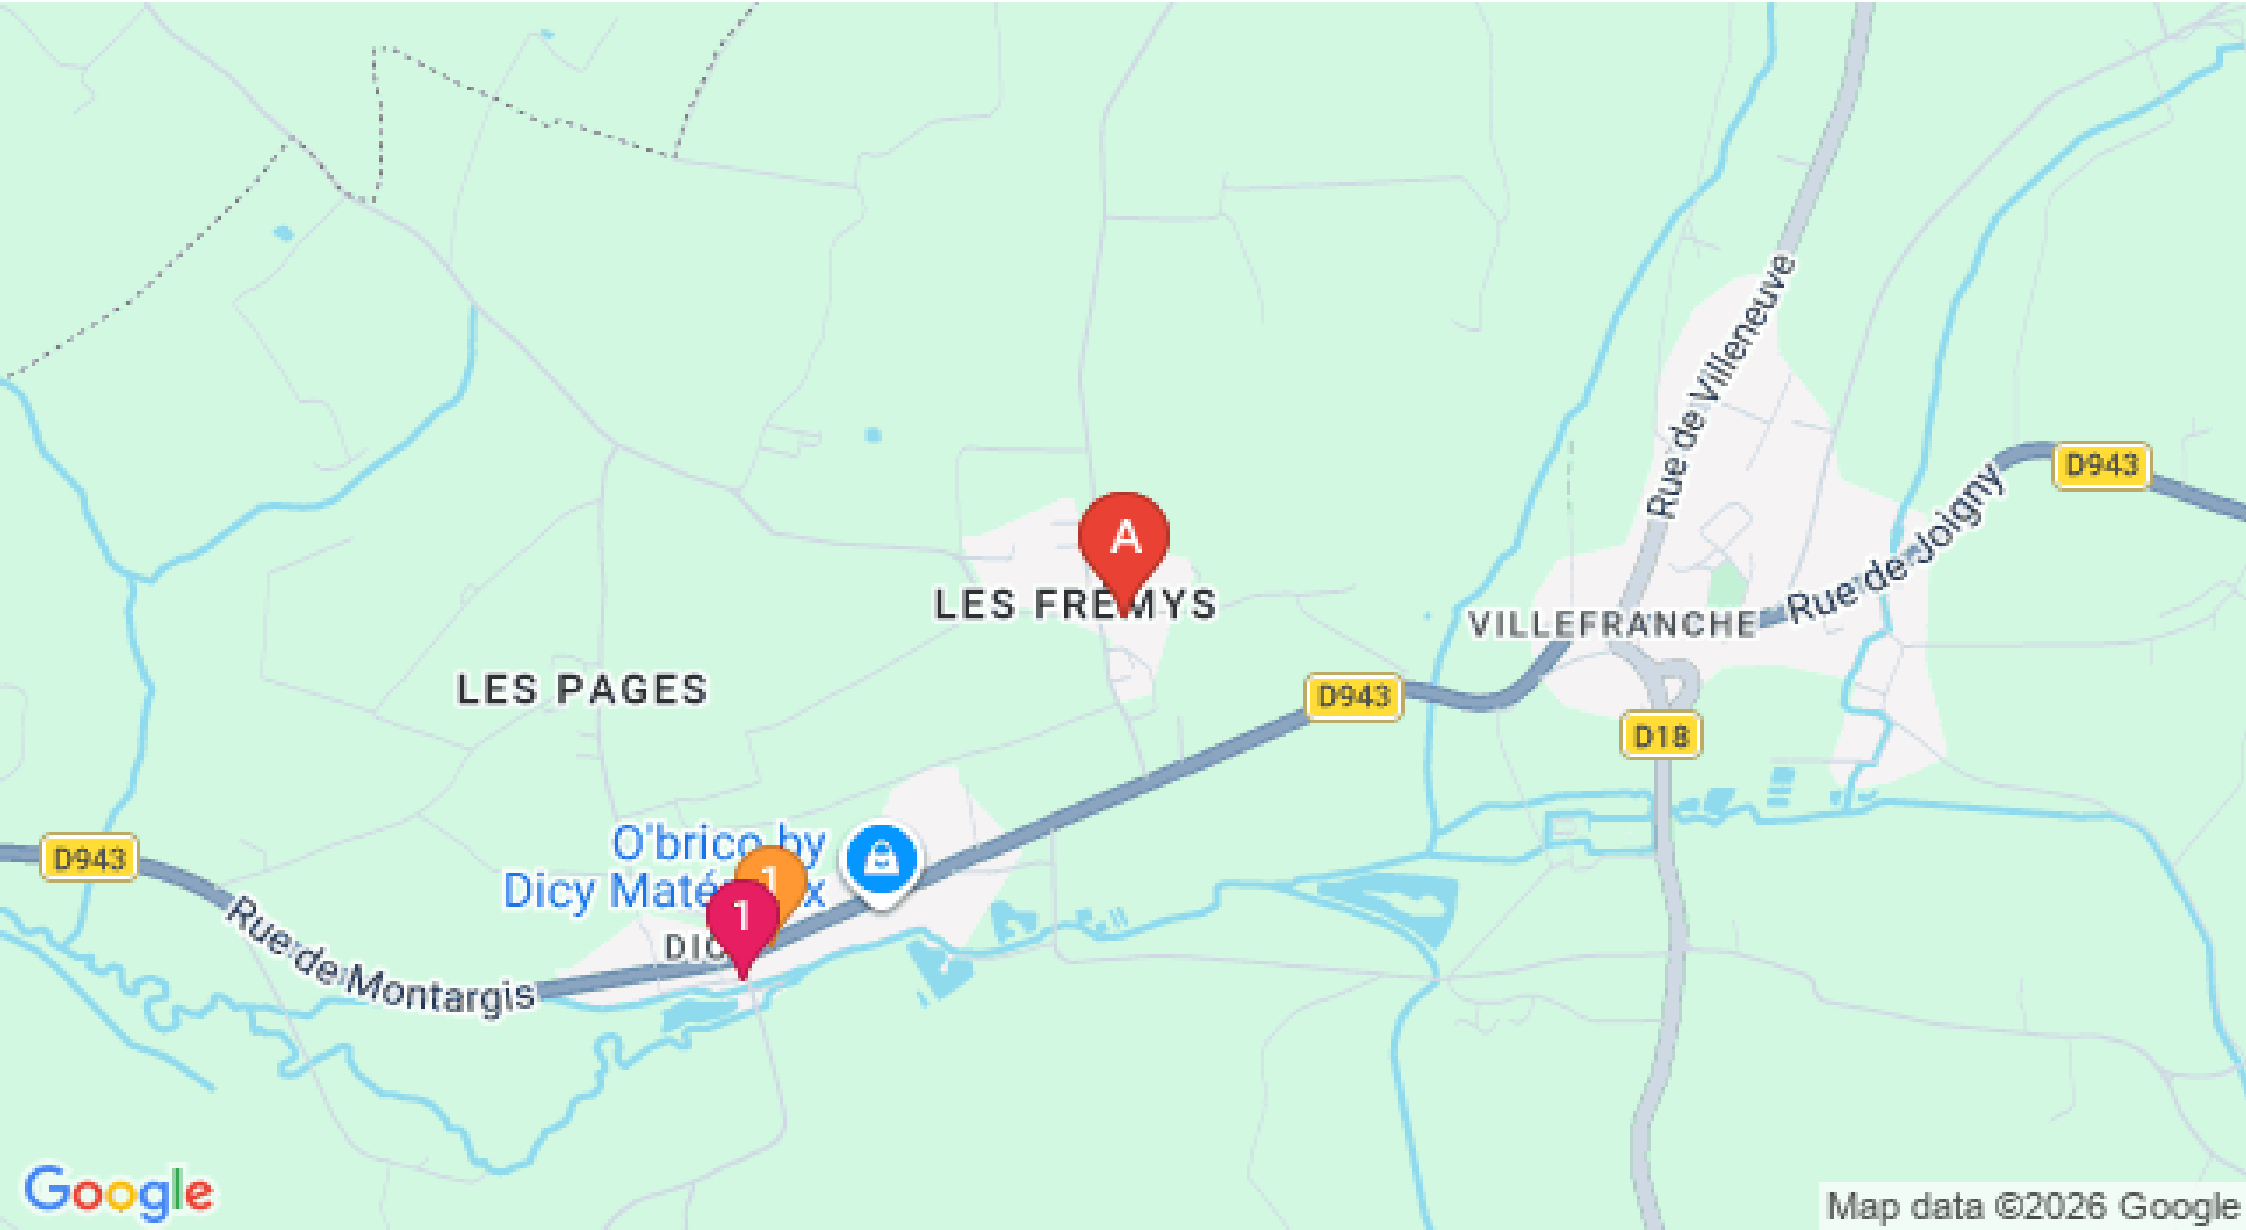 Rue de Villeneuve
D943
Rue de Joigny
A
LES FREMYS
VILLEFRANCHE
LES PAGES
D943
D18
O'brico by
Dicy
1
D943
1
Rue de Montargis
Google
Map data ©2026 Google